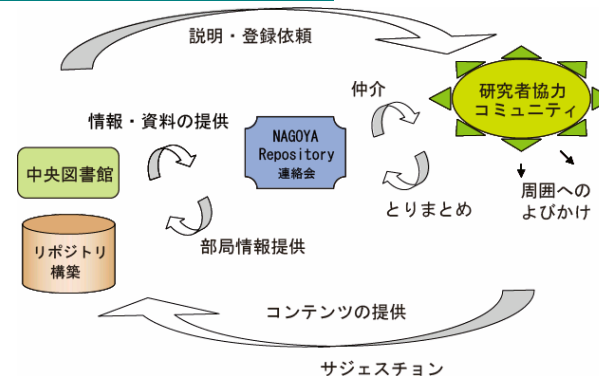 説明・登録依頼
仲介
研究者協力
コミュニティ
情報・資料の提供
NAGOYA
Repository
連絡会
中央図書館
とりまとめ
周囲への
よびかけ
リポジトリ
構築
部局情報提供
コンテンツの提供
サジェスチョン